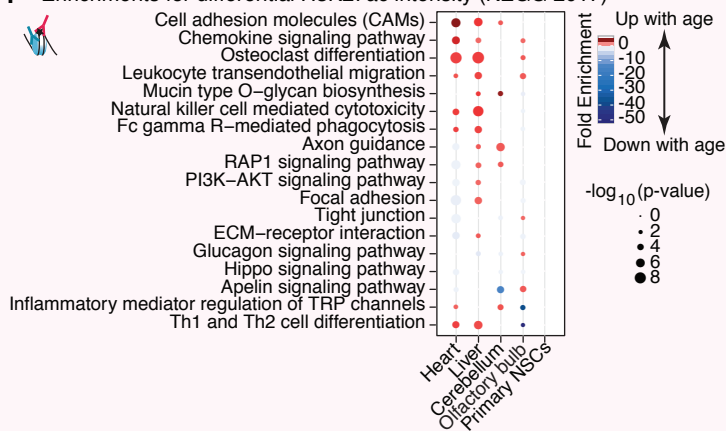 Cell adhesion molecules (CAMs)
Chemokine signaling pathway
Osteoclast differentiation
Leukocyte transendothelial migration
Mucin type O−glycan biosynthesis
Natural killer cell mediated cytotoxicity
Fc gamma R−mediated phagocytosis
Axon guidance
RAP1 signaling pathway
PI3K−AKT signaling pathway
Focal adhesion
Tight junction
ECM−receptor interaction
Glucagon signaling pathway
Hippo signaling pathway
Apelin signaling pathway
Inflammatory mediator regulation of TRP channels
Th1 and Th2 cell differentiation
Heart
Liver
Cerebellum
Olfactory bulb
Primary NSCs
Fold Enrichment
0
-10
-20
-30
-40
-50
Up with age
Down with age
-log10(p-value)
0
2
4
6
8